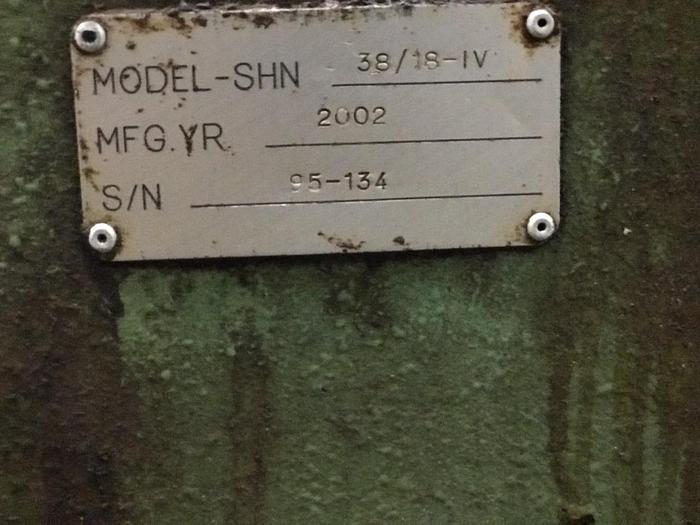 MODEL-SHN 38/18-IV
MFG.YR. 2002
S/N 95-134